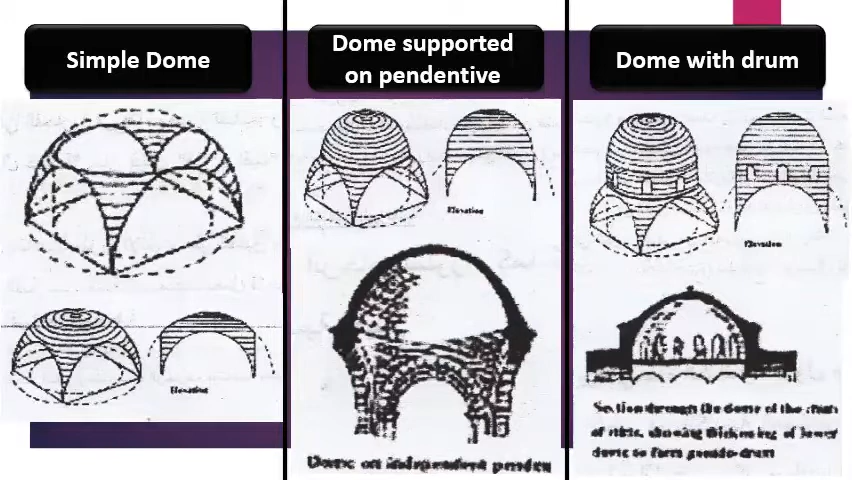 Simple Dome
Dome supported
on pendentive
Dome with drum
Elevation
Elevation
Elevation
Dome on independent penden
Section through the dome of the
of showing thickening of lower
dome to form pseudo-drum